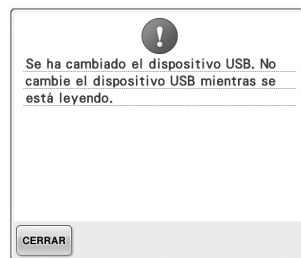 Se ha cambiado el dispositivo USB. No
cambie el dispositivo USB mientras se
está leyendo.
CERRAR